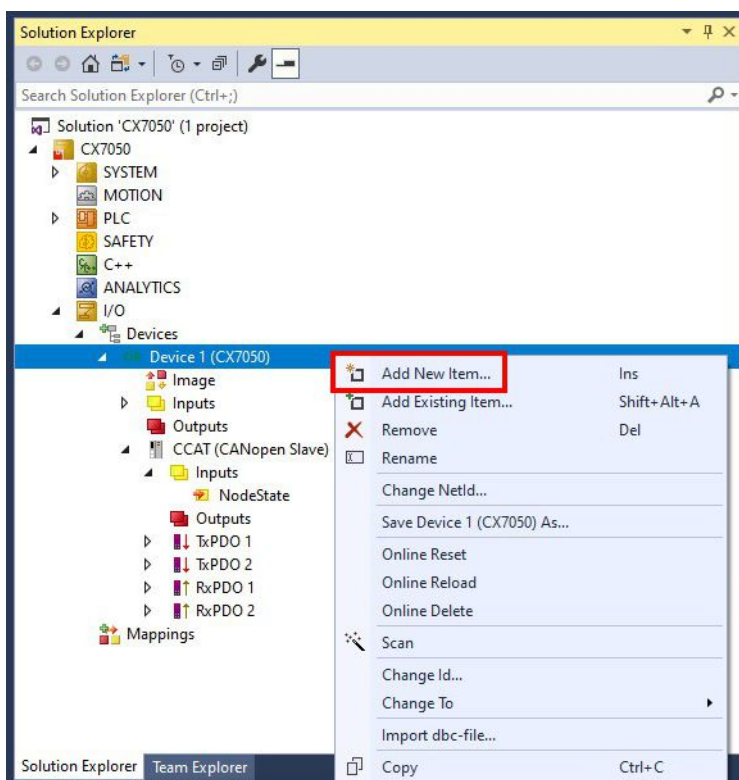 Solution Explorer
Search Solution Explorer (Ctrl+;)
Solution 'CX7050' (1 project)
CX7050
SYSTEM
MOTION
PLC
SAFETY
C++
ANALYTICS
I/O
Devices
Device 1 (CX7050)
Image
Inputs
Outputs
CCAT (CANopen Slave)
Inputs
NodeState
Outputs
TxPDO 1
TxPDO 2
RxPDO 1
RxPDO 2
Mappings
Add New Item... Ins
Add Existing Item... Shift+Alt+A
Remove Del
Rename
Change NetId...
Save Device 1 (CX7050) As...
Online Reset
Online Reload
Online Delete
Scan
Change Id...
Change To
Import dbc-file...
Copy Ctrl+C
Solution Explorer Team Explorer